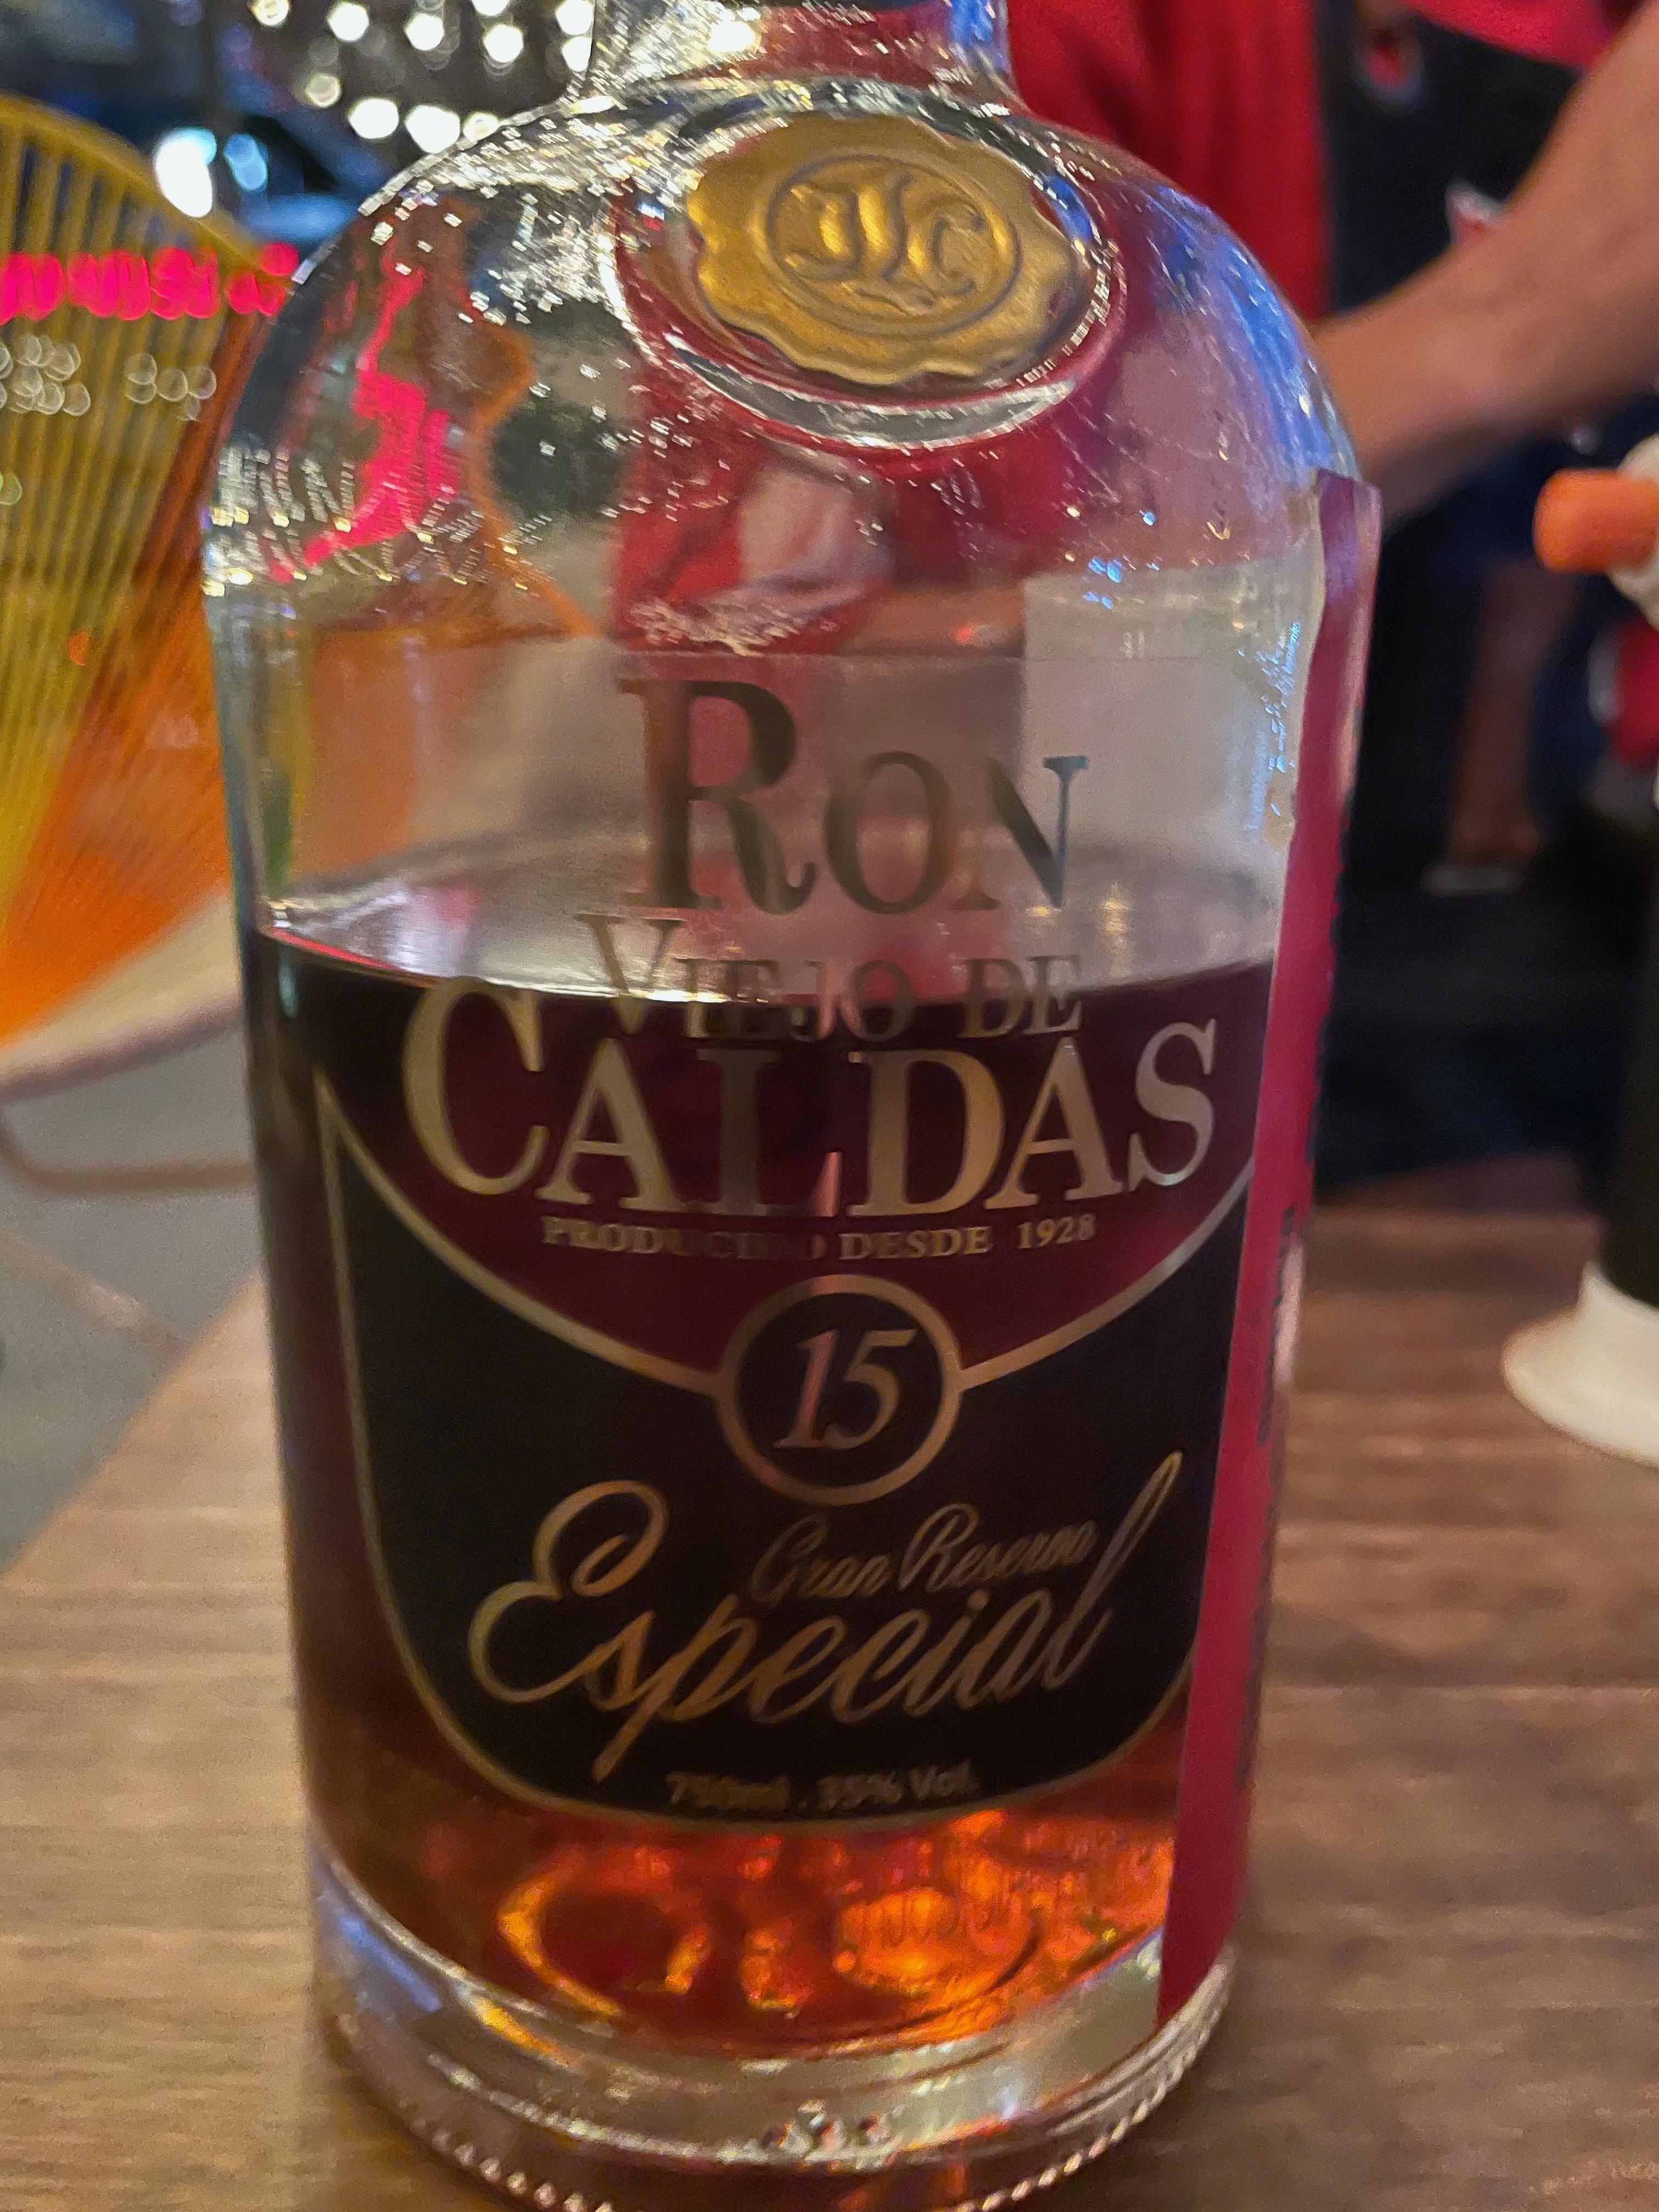 RON
VIEJO DE
CALDAS
PRODUCIDO DESDE 1928
15
Gran Reserva
Especial
750ml . 35% Vol.